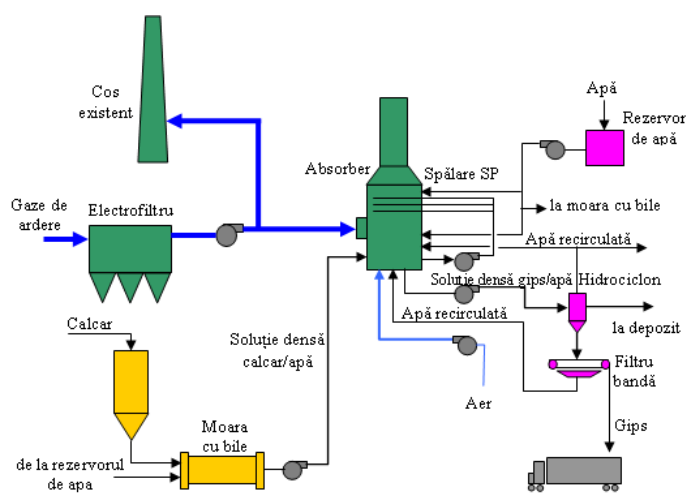 Cos
existent
Apă
Rezervor
de apă
Absorber
Spălare SP
Gaze de
ardere
Electrofiltru
la moara cu bile
Apă recirculată
Soluție densă gips/apă
Hidrociclon
Calcar
Soluție densă
calcar/apă
Apă recirculată
la depozit
Filtru
bandă
Aer
Moara
cu bile
Gips
de la rezervorul
de apa